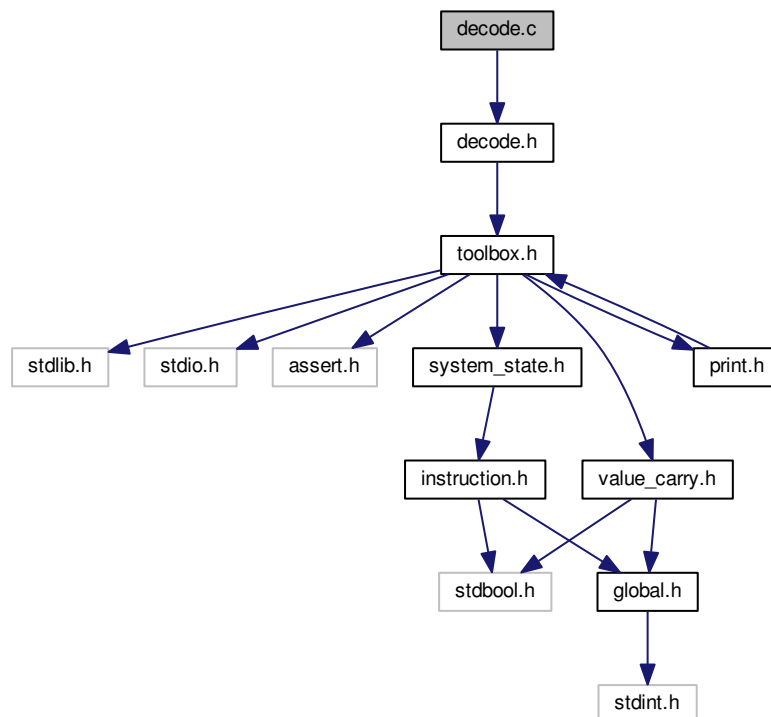 decode.c
decode.h
toolbox.h
stdlib.h
stdio.h
assert.h
system_state.h
print.h
instruction.h
value_carry.h
stdbool.h
global.h
stdint.h